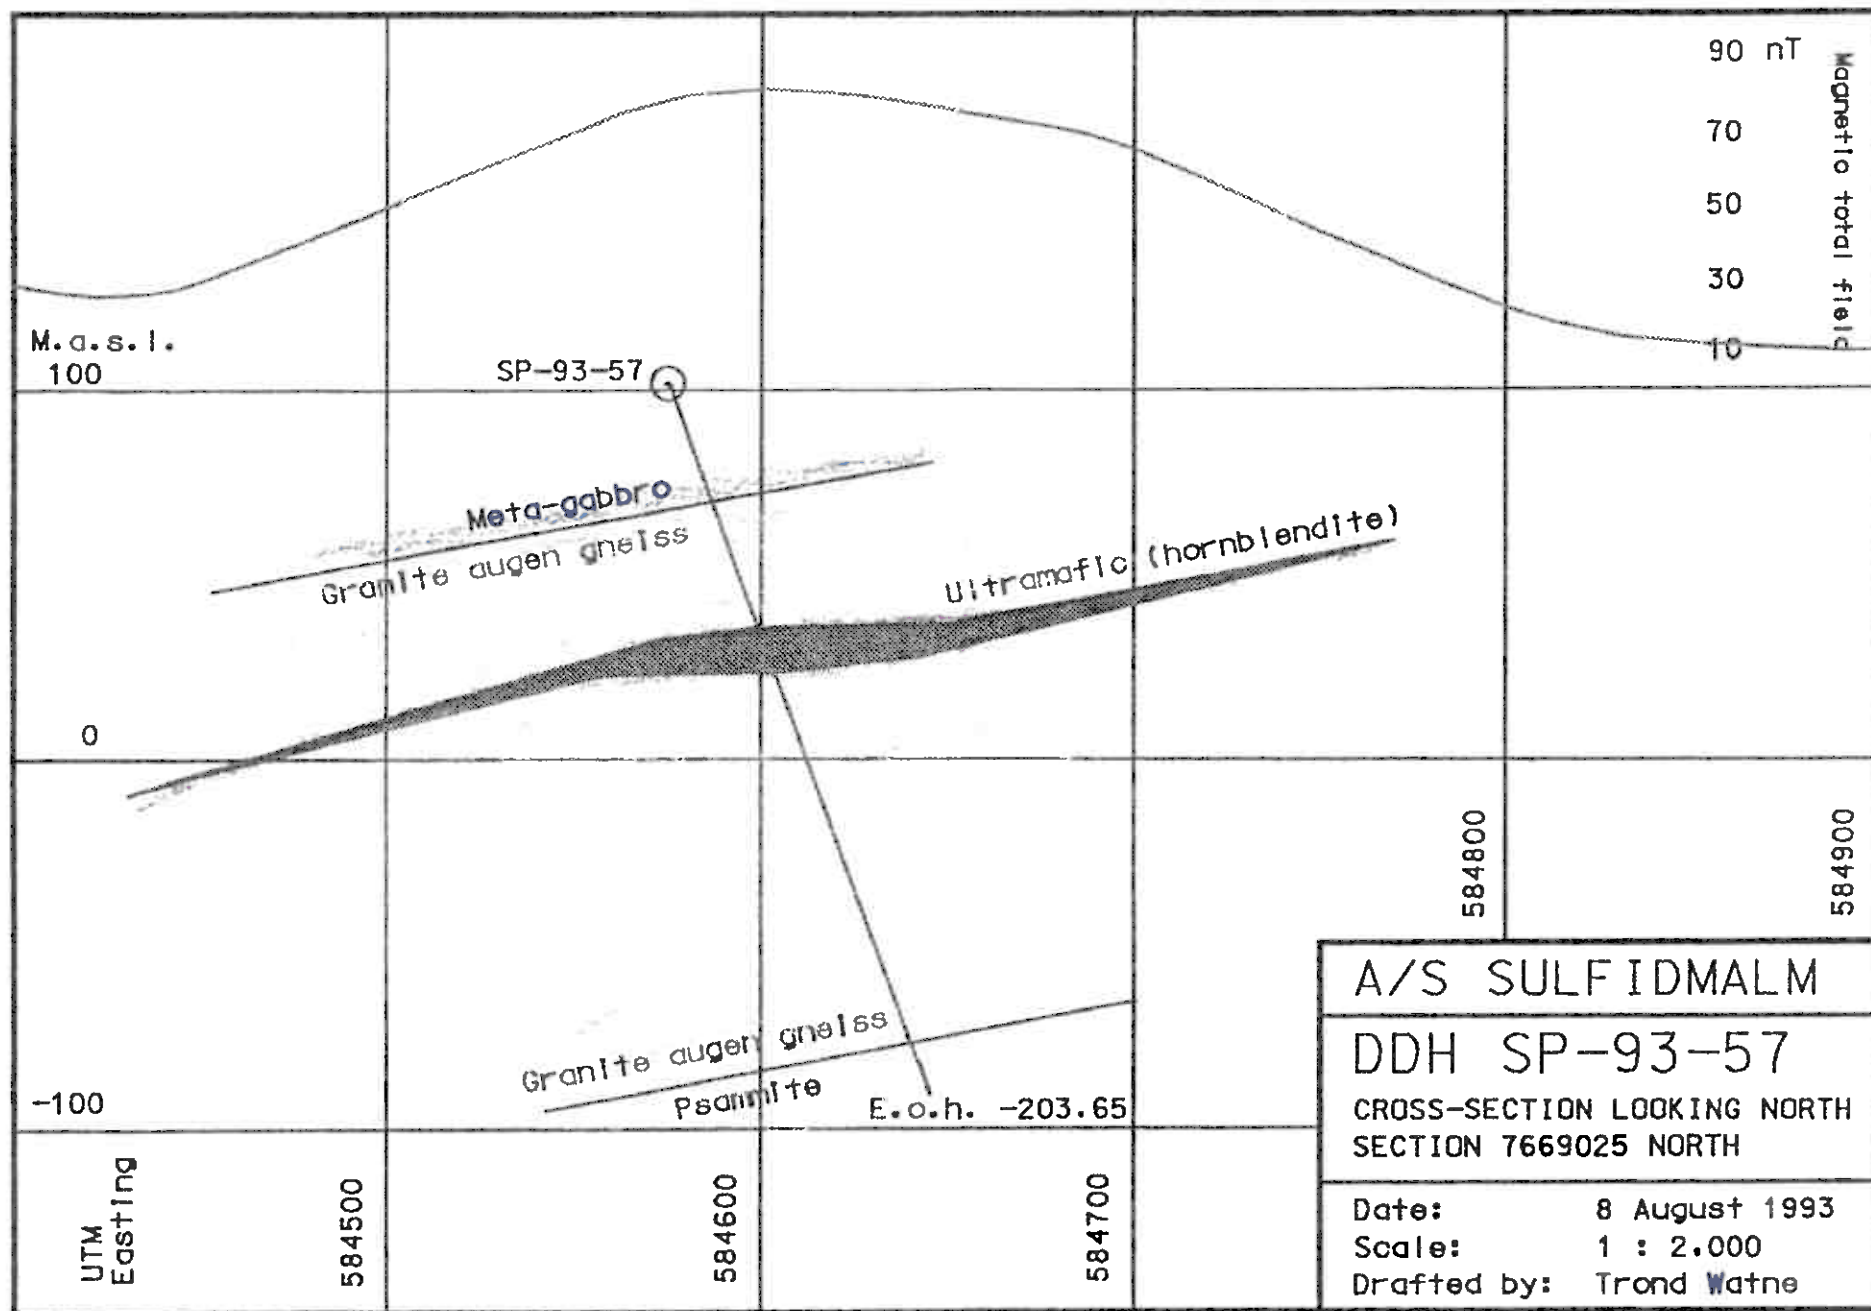 90 nT
70
50
30
10
Magnetic total field
M.a.s.l.
100
SP-93-57
Meta-gabbro
Granite augen gneiss
Ultramafic (hornblendite)
0
Granite augen gneiss
Psammite
E.o.h. -203.65
-100
UTM
Easting
584500
584600
584700
584800
584900
A/S SULFIDMALM
DDH SP-93-57
CROSS-SECTION LOOKING NORTH
SECTION 7669025 NORTH
Date: 8 August 1993
Scale: 1 : 2.000
Drafted by: Trond Watne